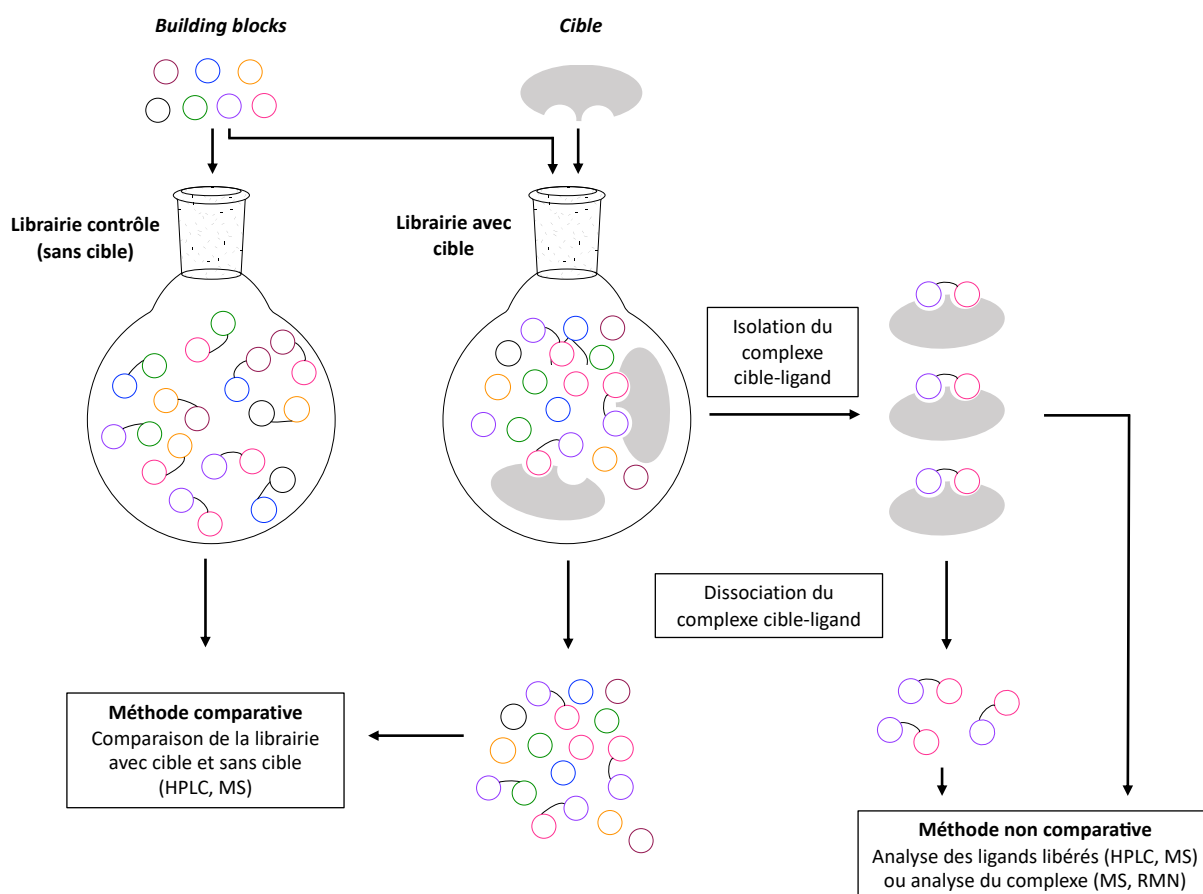 Building blocks
Cible
Librairie contrôle
(sans cible)
Librairie avec
cible
Isolation du
complexe
cible-ligand
Dissociation du
complexe cible-ligand
Méthode comparative
Comparaison de la librairie
avec cible et sans cible
(HPLC, MS)
Méthode non comparative
Analyse des ligands libérés (HPLC, MS)
ou analyse du complexe (MS, RMN)